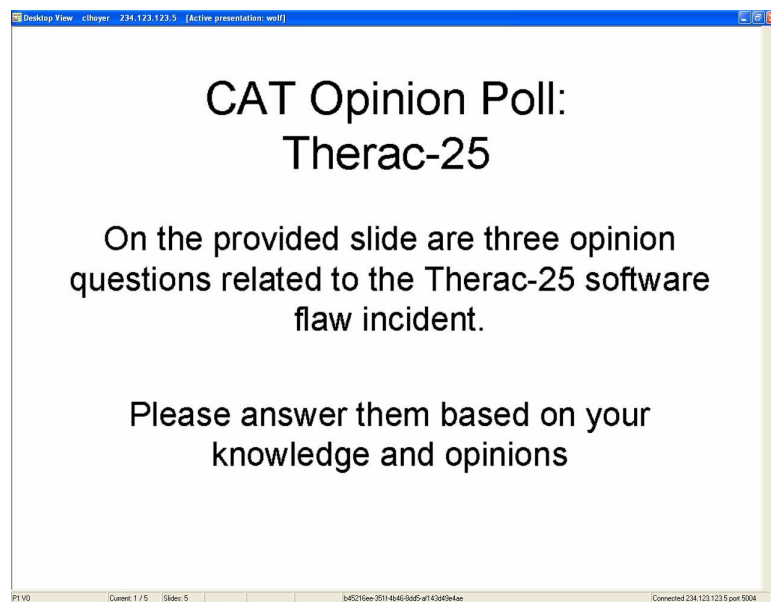 Desktop View clhoyer 234.123.123.5 [Active presentation: wolf]
CAT Opinion Poll:
Therac-25
On the provided slide are three opinion
questions related to the Therac-25 software
flaw incident.
Please answer them based on your
knowledge and opinions
P1 V0 Current: 1 / 5 Slides: 5 b45216ee-351f-4b46-8dd5-af143d49e4ae Connected 234.123.123.5 port 5004